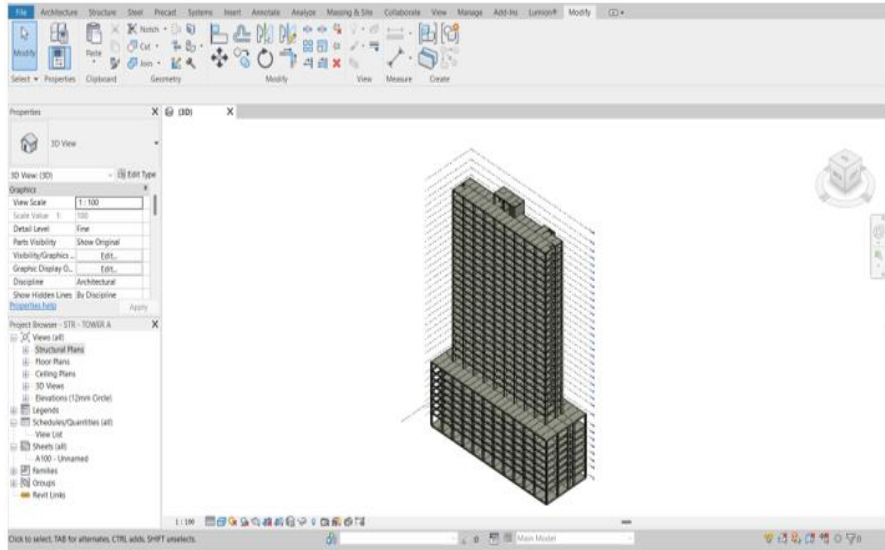 File Architecture Structure Steel Precast Systems Insert Annotate Analyze Massing & Site Collaborate View Manage Add-Ins Lumion® Modify
Modify Paste Notch Cut Join
Select Properties Clipboard Geometry Modify View Measure Create
Properties X (3D) X
3D View
3D View: (3D) Edit Type
Graphics
View Scale 1 : 100
Scale Value 1: 100
Detail Level Fine
Parts Visibility Show Original
Visibility/Graphics ... Edit...
Graphic Display O... Edit...
Discipline Architectural
Show Hidden Lines By Discipline
Properties help Apply
Project Browser - STR - TOWER A X
Views (all)
Structural Plans
Floor Plans
Ceiling Plans
3D Views
Elevations (12mm Circle)
Legends
Schedules/Quantities (all)
View List
Sheets (all)
A100 - Unnamed
Families
Groups
Revit Links
1 : 100
Click to select, TAB for alternates, CTRL adds, SHIFT unselects. :0 Main Model :0